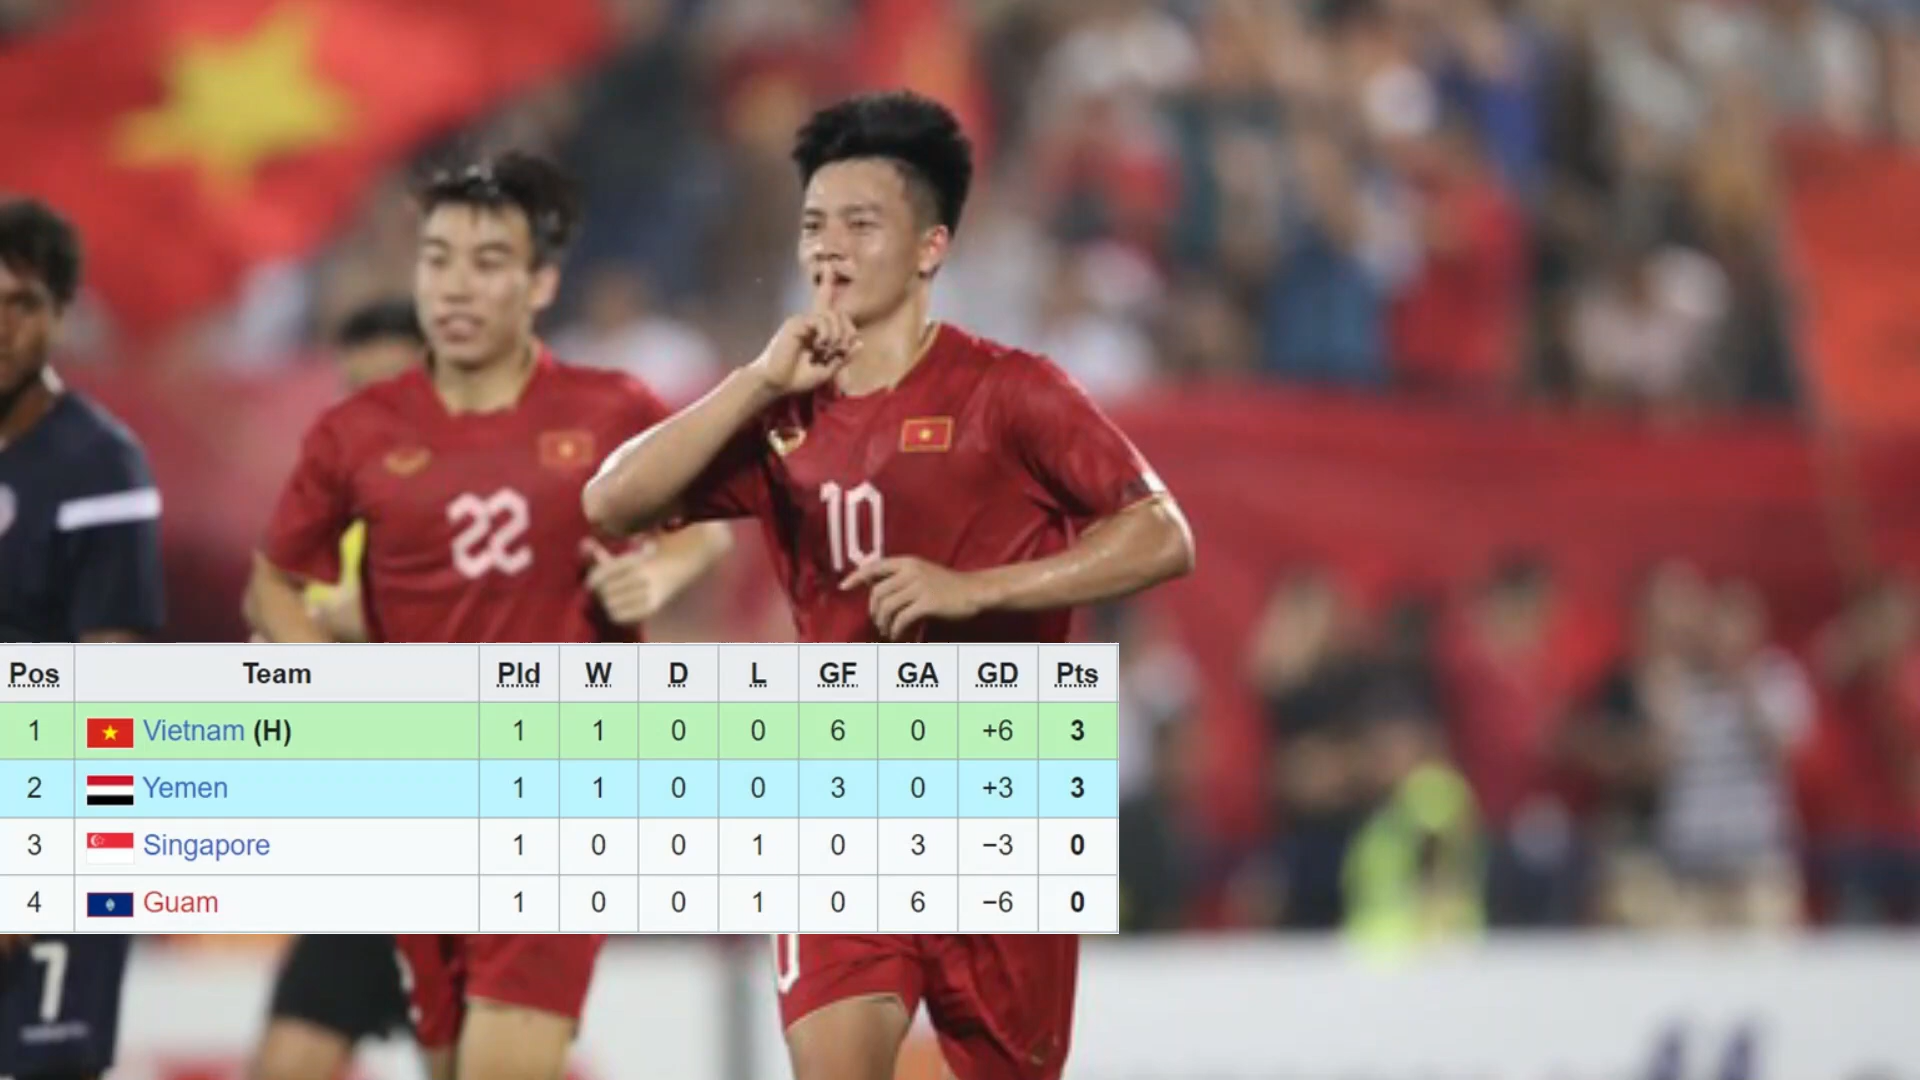 22
10
Pos Team Pld W D L GF GA GD Pts
1 Vietnam (H) 1 1 0 0 6 0 +6 3
2 Yemen 1 1 0 0 3 0 +3 3
3 Singapore 1 0 0 1 0 3 −3 0
4 Guam 1 0 0 1 0 6 −6 0
7